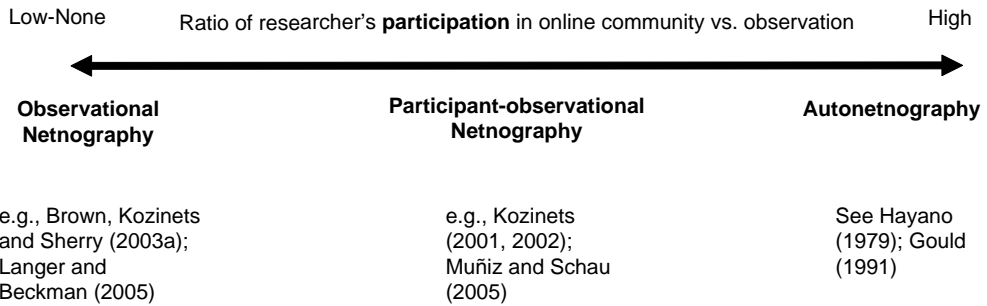 Low-None
Ratio of researcher's participation in online community vs. observation
High
Observational
Netnography
Participant-observational
Netnography
Autonetnography
e.g., Brown, Kozinets
and Sherry (2003a);
Langer and
Beckman (2005)
e.g., Kozinets
(2001, 2002);
Muñiz and Schau
(2005)
See Hayano
(1979); Gould
(1991)